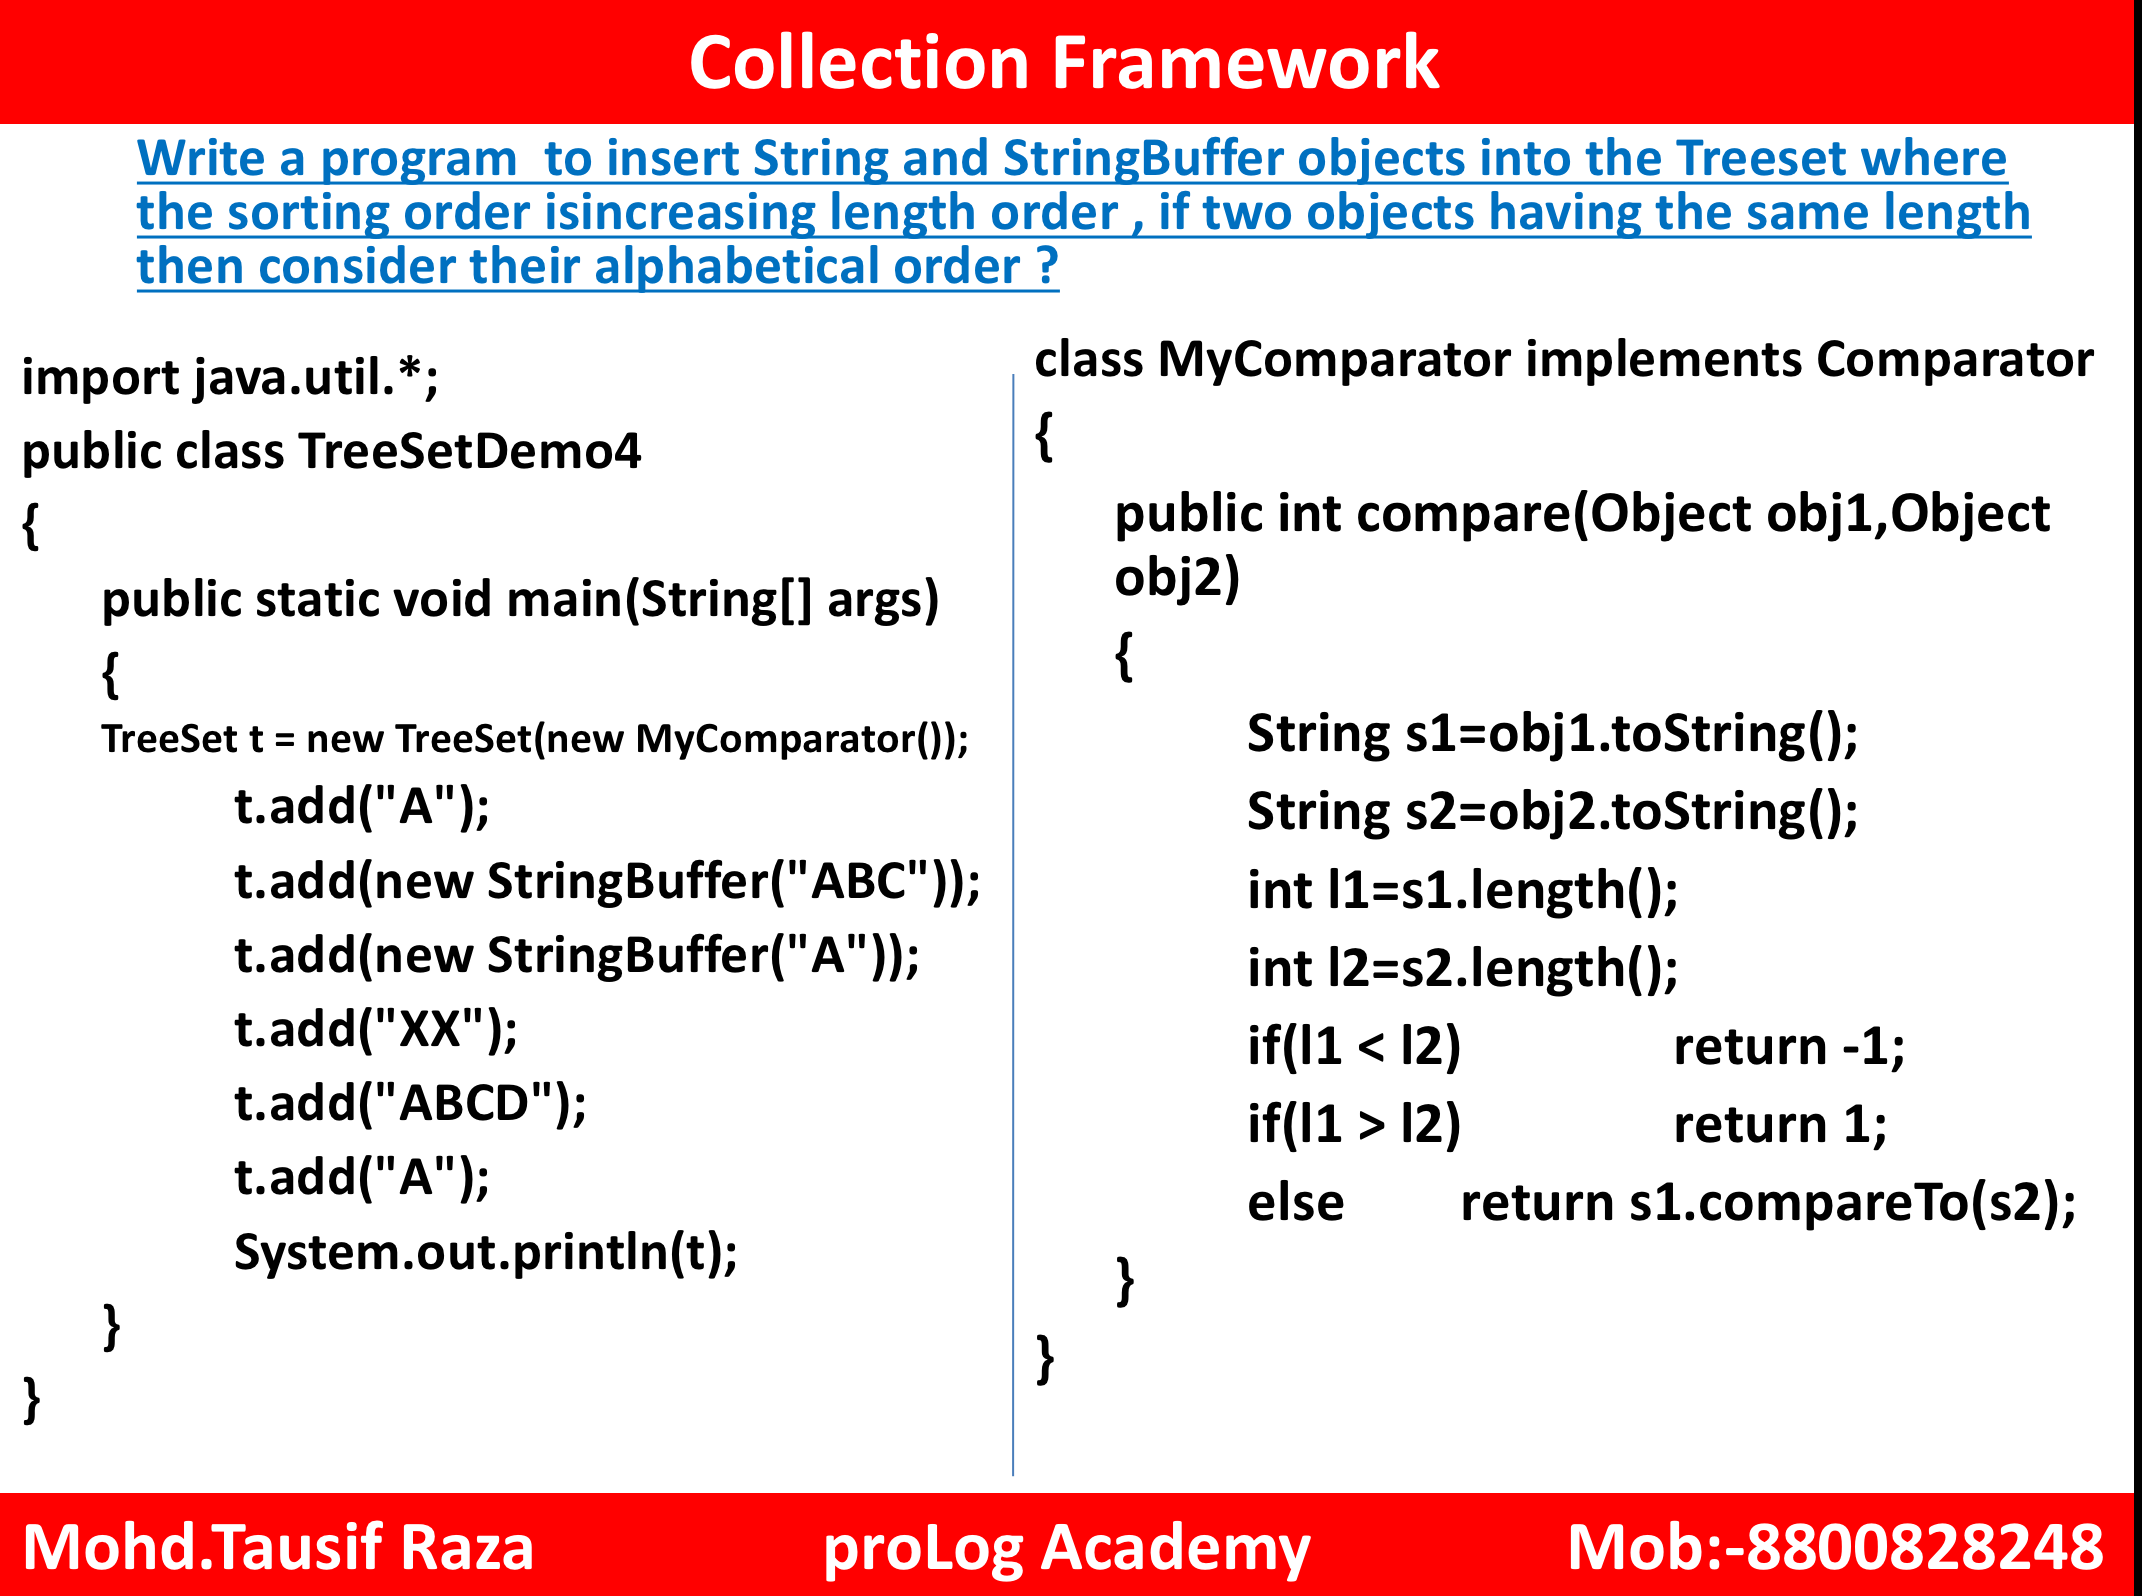 Collection Framework
Write a program  to insert String and StringBuffer objects into the Treeset where
the sorting order isincreasing length order , if two objects having the same length
then consider their alphabetical order ?
import java.util.*;
public class TreeSetDemo4
{
public static void main(String[] args)
{
TreeSet t = new TreeSet(new MyComparator());
t.add("A");
t.add(new StringBuffer("ABC"));
t.add(new StringBuffer("A"));
t.add("XX");
t.add("ABCD");
t.add("A");
System.out.println(t);
}
}
class MyComparator implements Comparator
{
public int compare(Object obj1,Object
obj2)
{
String s1=obj1.toString();
String s2=obj2.toString();
int l1=s1.length();
int l2=s2.length();
if(l1 < l2) return -1;
if(l1 > l2) return 1;
else return s1.compareTo(s2);
}
}
Mohd.Tausif Raza proLog Academy Mob:-8800828248